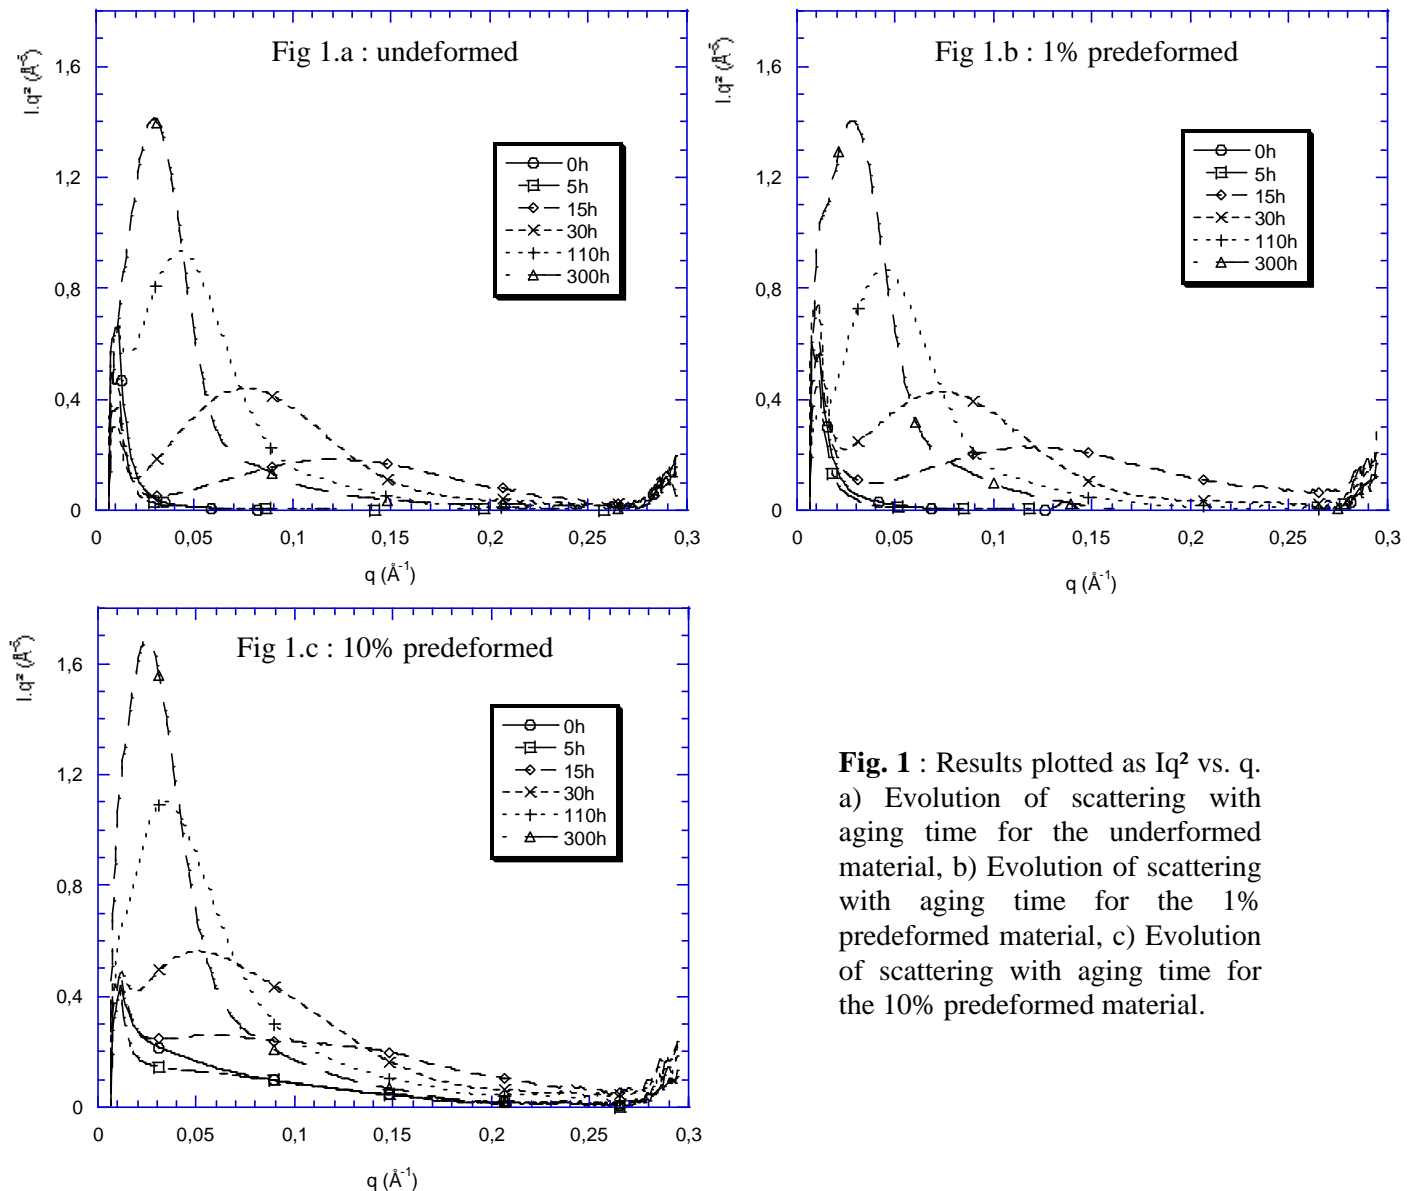 Fig 1.a : undeformed
I.q² (Å⁻⁵)
1,6
1,2
0,8
0,4
0
0h
5h
15h
30h
110h
300h
0 0,05 0,1 0,15 0,2 0,25 0,3
q (Å⁻¹)
Fig 1.b : 1% predeformed
I.q² (Å⁻⁵)
1,6
1,2
0,8
0,4
0
0h
5h
15h
30h
110h
300h
0 0,05 0,1 0,15 0,2 0,25 0,3
q (Å⁻¹)
Fig 1.c : 10% predeformed
I.q² (Å⁻⁵)
1,6
1,2
0,8
0,4
0
0h
5h
15h
30h
110h
300h
0 0,05 0,1 0,15 0,2 0,25 0,3
q (Å⁻¹)
Fig. 1 : Results plotted as Iq² vs. q.
a) Evolution of scattering with
aging time for the underformed
material, b) Evolution of scattering
with aging time for the 1%
predeformed material, c) Evolution
of scattering with aging time for
the 10% predeformed material.